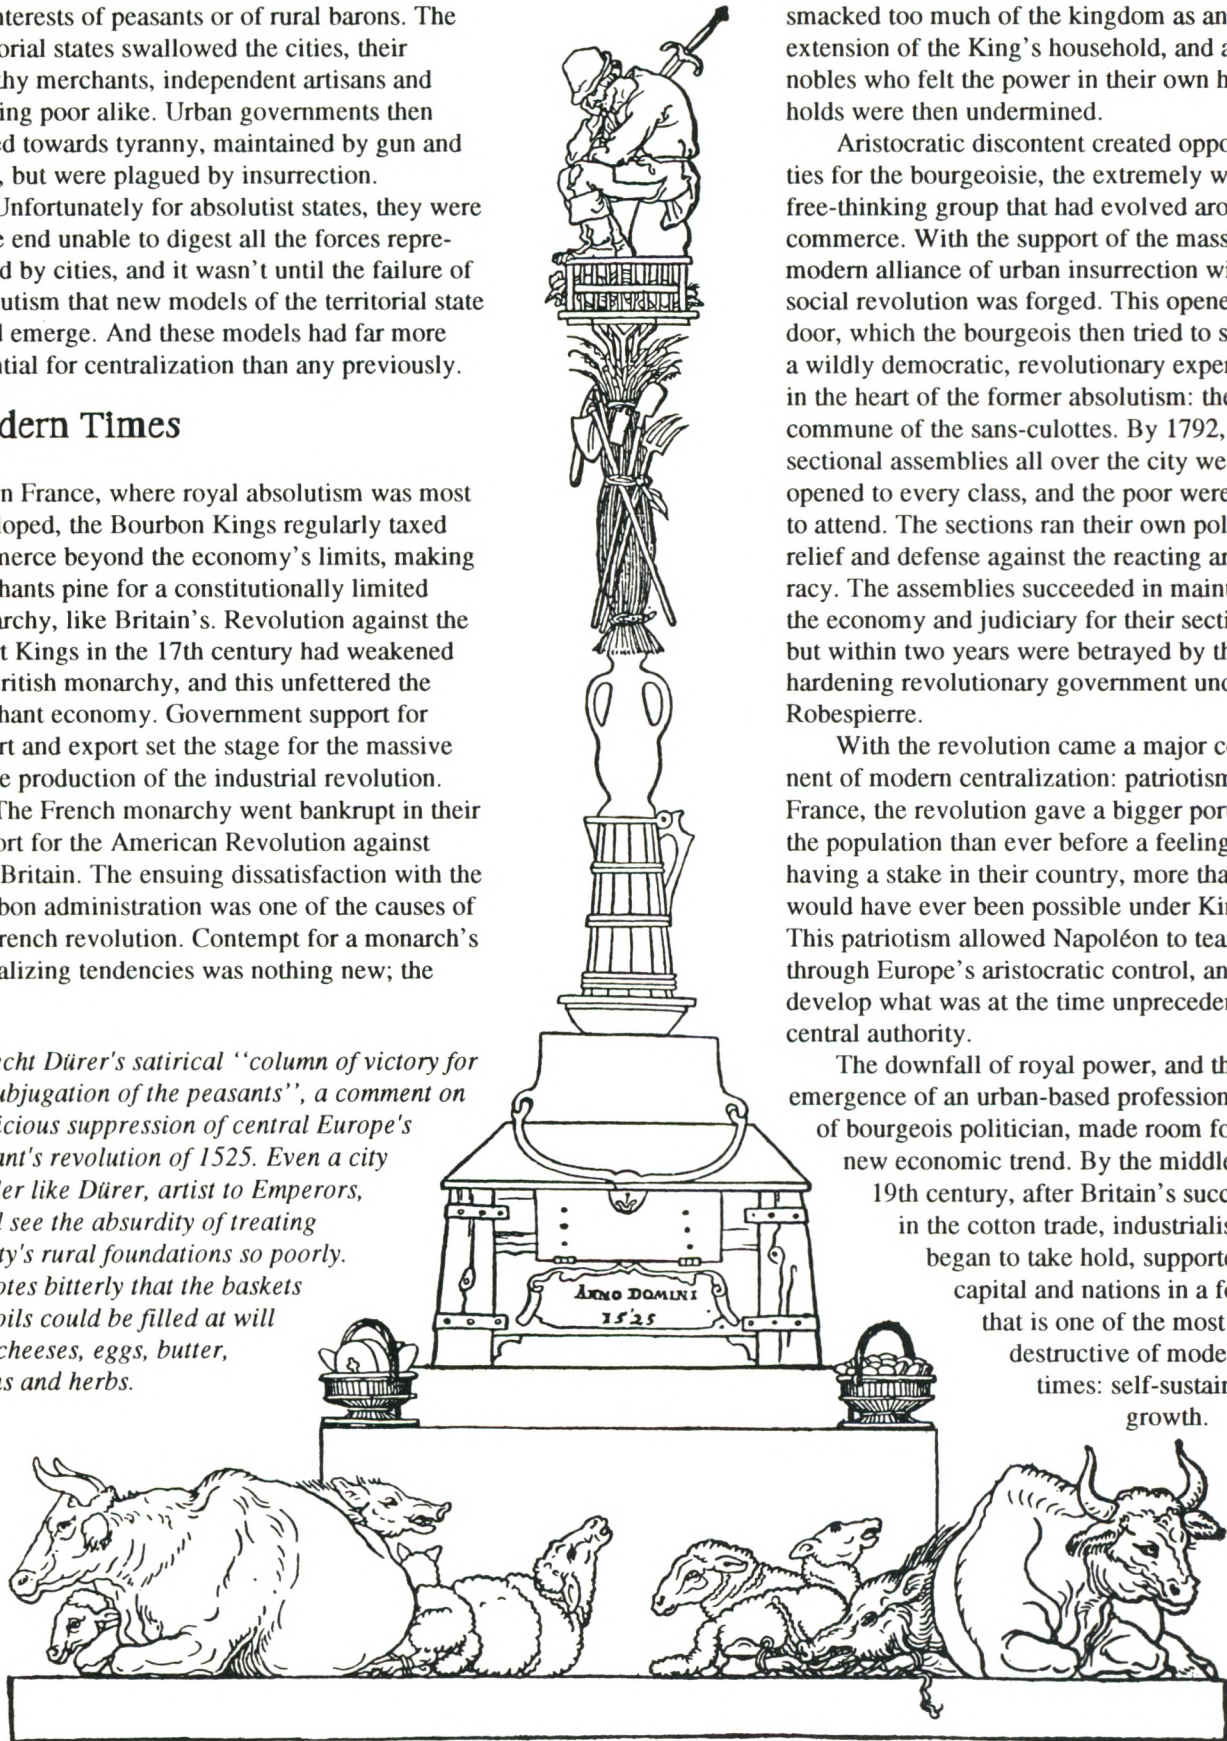 nterests of peasants or of rural barons. The
orial states swallowed the cities, their
thy merchants, independent artisans and
ing poor alike. Urban governments then
ed towards tyranny, maintained by gun and
, but were plagued by insurrection.
Unfortunately for absolutist states, they were
e end unable to digest all the forces repre-
d by cities, and it wasn't until the failure of
utism that new models of the territorial state
d emerge. And these models had far more
ntial for centralization than any previously.
dern Times
n France, where royal absolutism was most
loped, the Bourbon Kings regularly taxed
nerce beyond the economy's limits, making
hants pine for a constitutionally limited
archy, like Britain's. Revolution against the
t Kings in the 17th century had weakened
ritish monarchy, and this unfettered the
hant economy. Government support for
rt and export set the stage for the massive
e production of the industrial revolution.
The French monarchy went bankrupt in their
ort for the American Revolution against
Britain. The ensuing dissatisfaction with the
bon administration was one of the causes of
rench revolution. Contempt for a monarch's
alizing tendencies was nothing new; the
echt Dürer's satirical "column of victory for
ubjugation of the peasants", a comment on
icious suppression of central Europe's
ant's revolution of 1525. Even a city
ler like Dürer, artist to Emperors,
l see the absurdity of treating
ty's rural foundations so poorly.
otes bitterly that the baskets
oils could be filled at will
cheeses, eggs, butter,
ns and herbs.
ANNO DOMINI
1525
smacked too much of the kingdom as an
extension of the King's household, and a
nobles who felt the power in their own h
holds were then undermined.
Aristocratic discontent created oppo
ties for the bourgeoisie, the extremely w
free-thinking group that had evolved aro
commerce. With the support of the mass
modern alliance of urban insurrection wi
social revolution was forged. This opene
door, which the bourgeois then tried to s
a wildly democratic, revolutionary exper
in the heart of the former absolutism: the
commune of the sans-culottes. By 1792,
sectional assemblies all over the city we
opened to every class, and the poor were
to attend. The sections ran their own pol
relief and defense against the reacting ar
racy. The assemblies succeeded in maint
the economy and judiciary for their secti
but within two years were betrayed by th
hardening revolutionary government und
Robespierre.
With the revolution came a major co
nent of modern centralization: patriotism
France, the revolution gave a bigger port
the population than ever before a feeling
having a stake in their country, more tha
would have ever been possible under Kin
This patriotism allowed Napoléon to tea
through Europe's aristocratic control, an
develop what was at the time unpreceder
central authority.
The downfall of royal power, and th
emergence of an urban-based profession
of bourgeois politician, made room fo
new economic trend. By the middle
19th century, after Britain's succ
in the cotton trade, industrialis
began to take hold, supporte
capital and nations in a fo
that is one of the most
destructive of mode
times: self-sustair
growth.